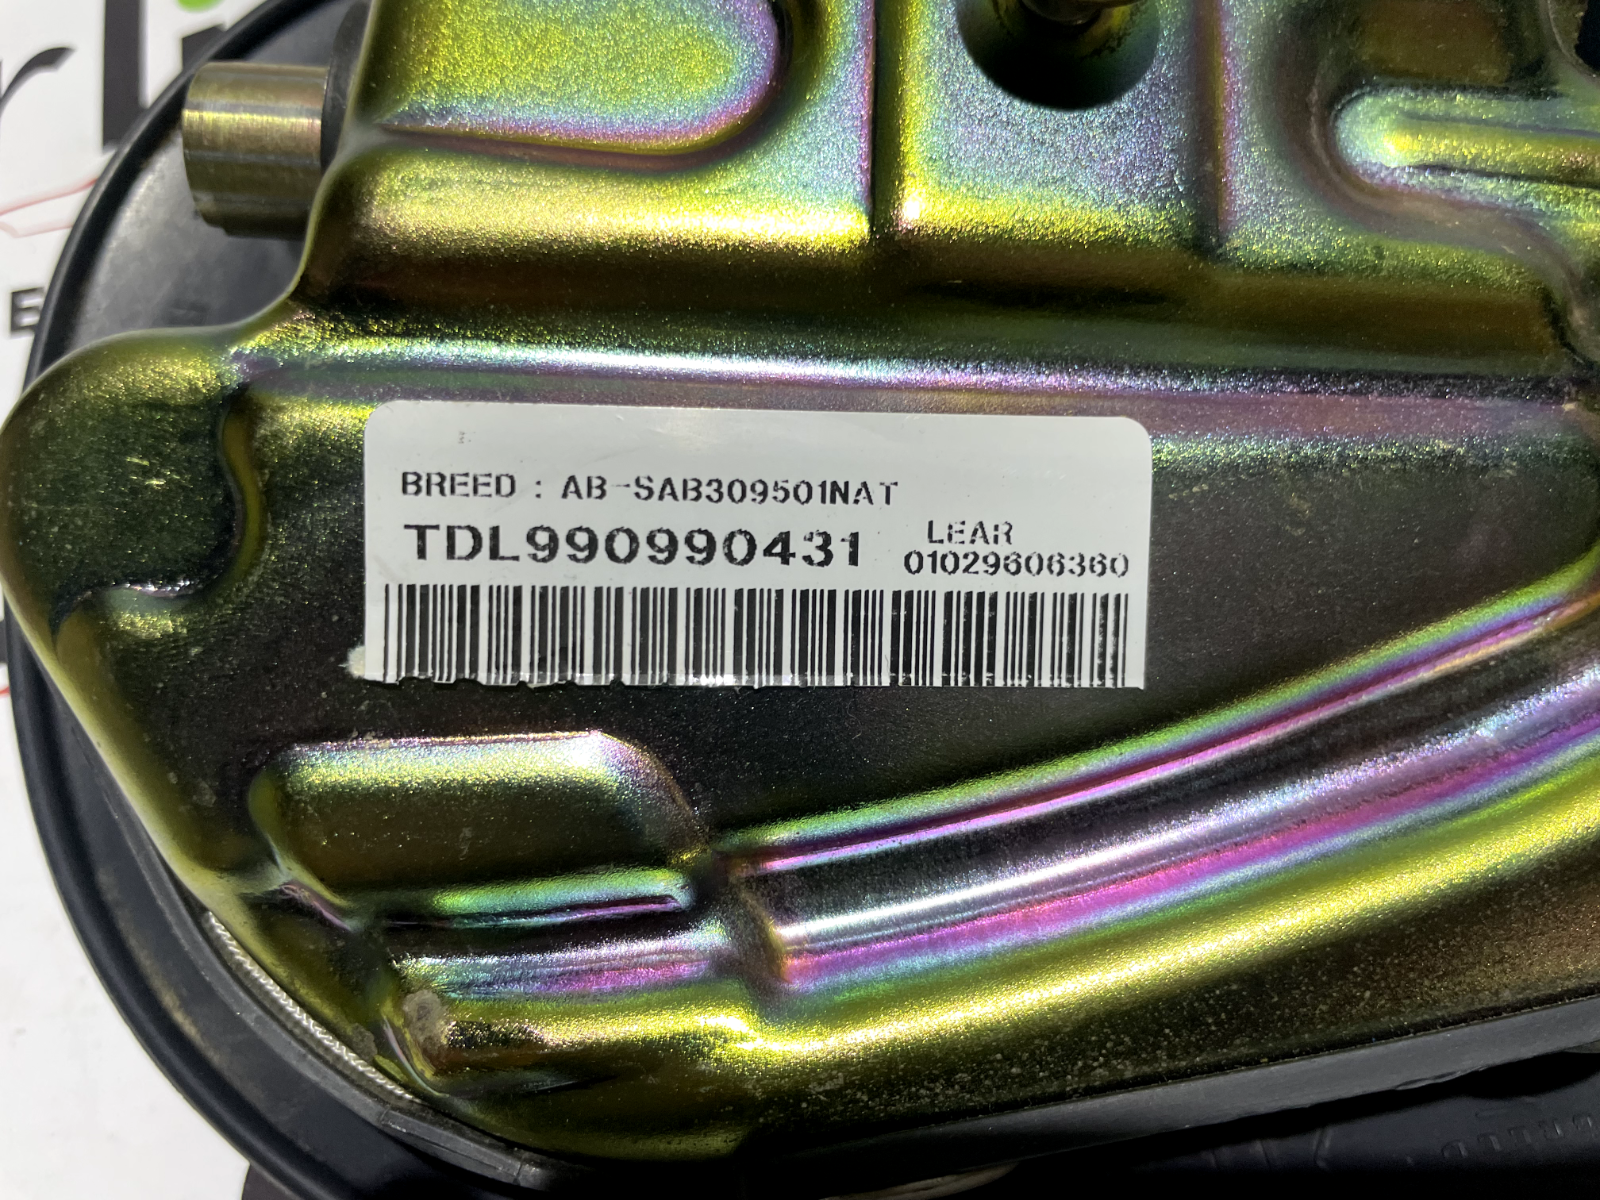 BREED : AB-SAB309501NAT
TDL990990431
LEAR
01029606360